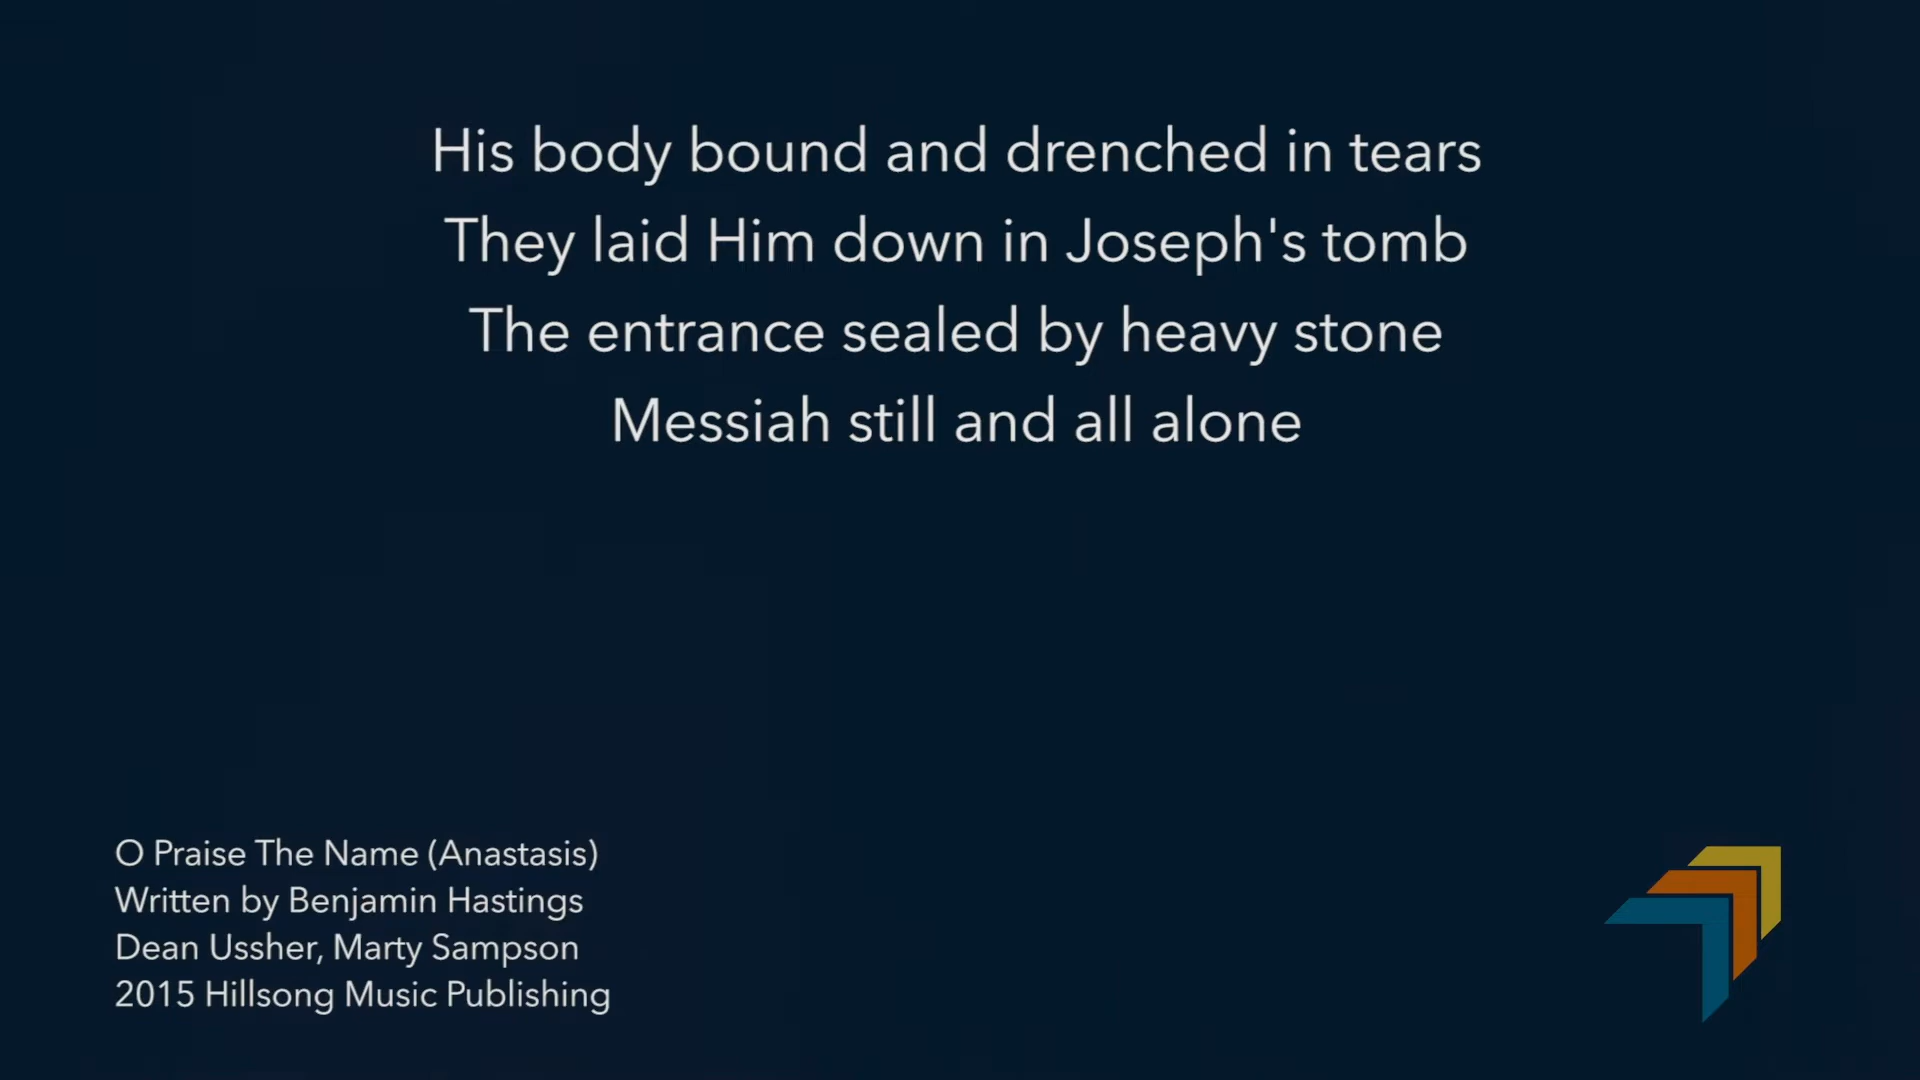 His body bound and drenched in tears
They laid Him down in Joseph's tomb
The entrance sealed by heavy stone
Messiah still and all alone
O Praise The Name (Anastasis)
Written by Benjamin Hastings
Dean Ussher, Marty Sampson
2015 Hillsong Music Publishing